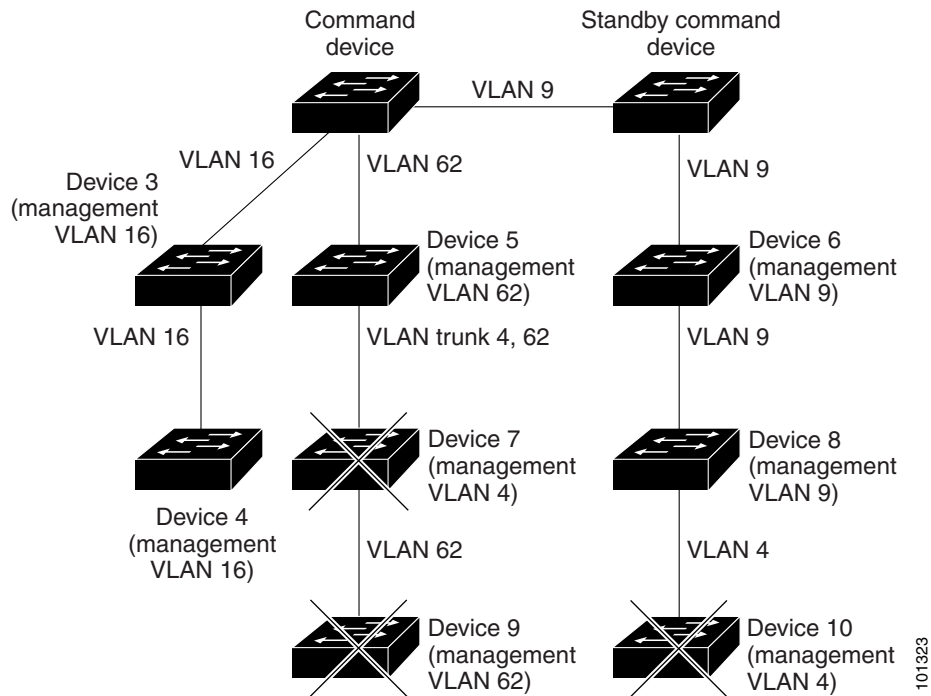 Command
device
Standby command
device
VLAN 9
VLAN 16
VLAN 62
VLAN 9
Device 3
(management
VLAN 16)
Device 5
(management
VLAN 62)
Device 6
(management
VLAN 9)
VLAN 16
VLAN trunk 4, 62
VLAN 9
Device 7
(management
VLAN 4)
Device 8
(management
VLAN 9)
Device 4
(management
VLAN 16)
VLAN 62
VLAN 4
Device 9
(management
VLAN 62)
Device 10
(management
VLAN 4)
101323